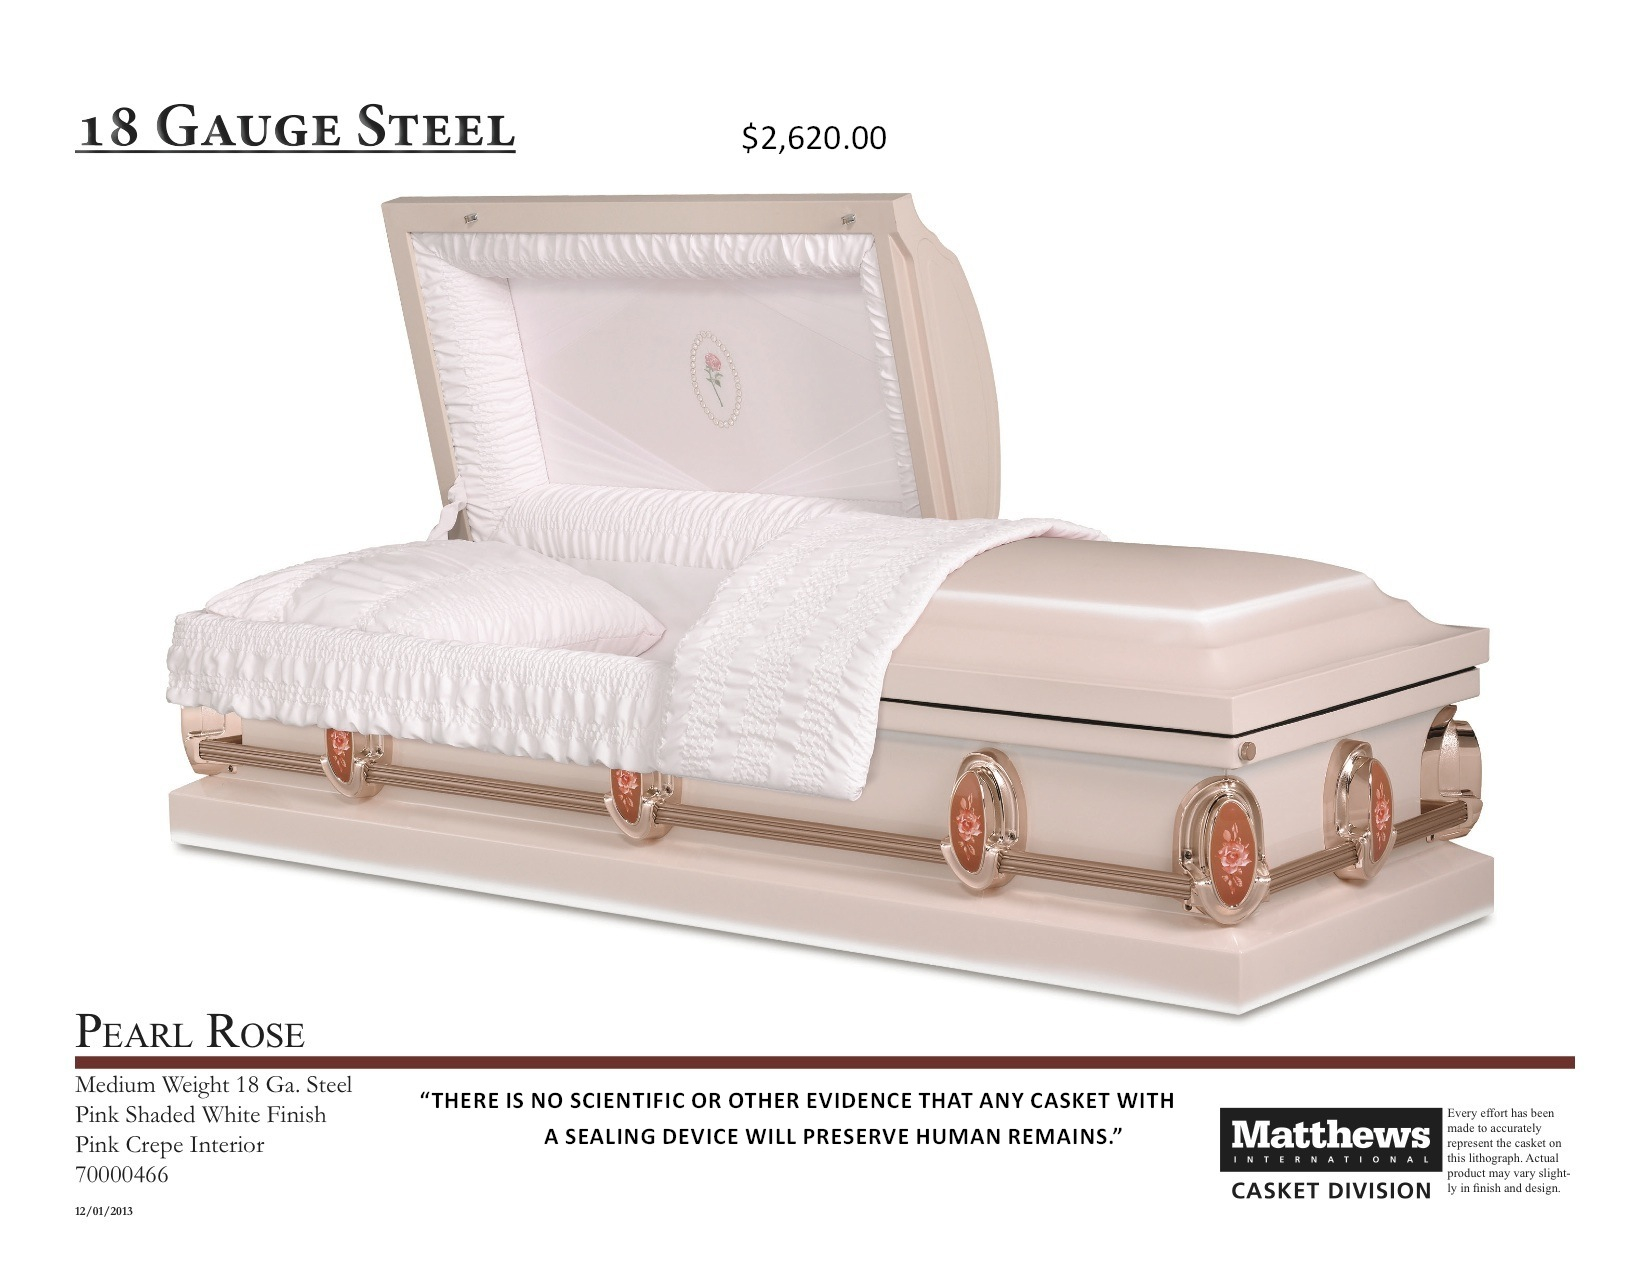 18 Gauge Steel
$2,620.00
Pearl Rose
Medium Weight 18 Ga. Steel
Pink Shaded White Finish
Pink Crepe Interior
70000466
12/01/2013
“THERE IS NO SCIENTIFIC OR OTHER EVIDENCE THAT ANY CASKET WITH
A SEALING DEVICE WILL PRESERVE HUMAN REMAINS.”
Matthews
INTERNATIONAL
CASKET DIVISION
Every effort has been
made to accurately
represent the casket on
this lithograph. Actual
product may vary slight-
ly in finish and design.